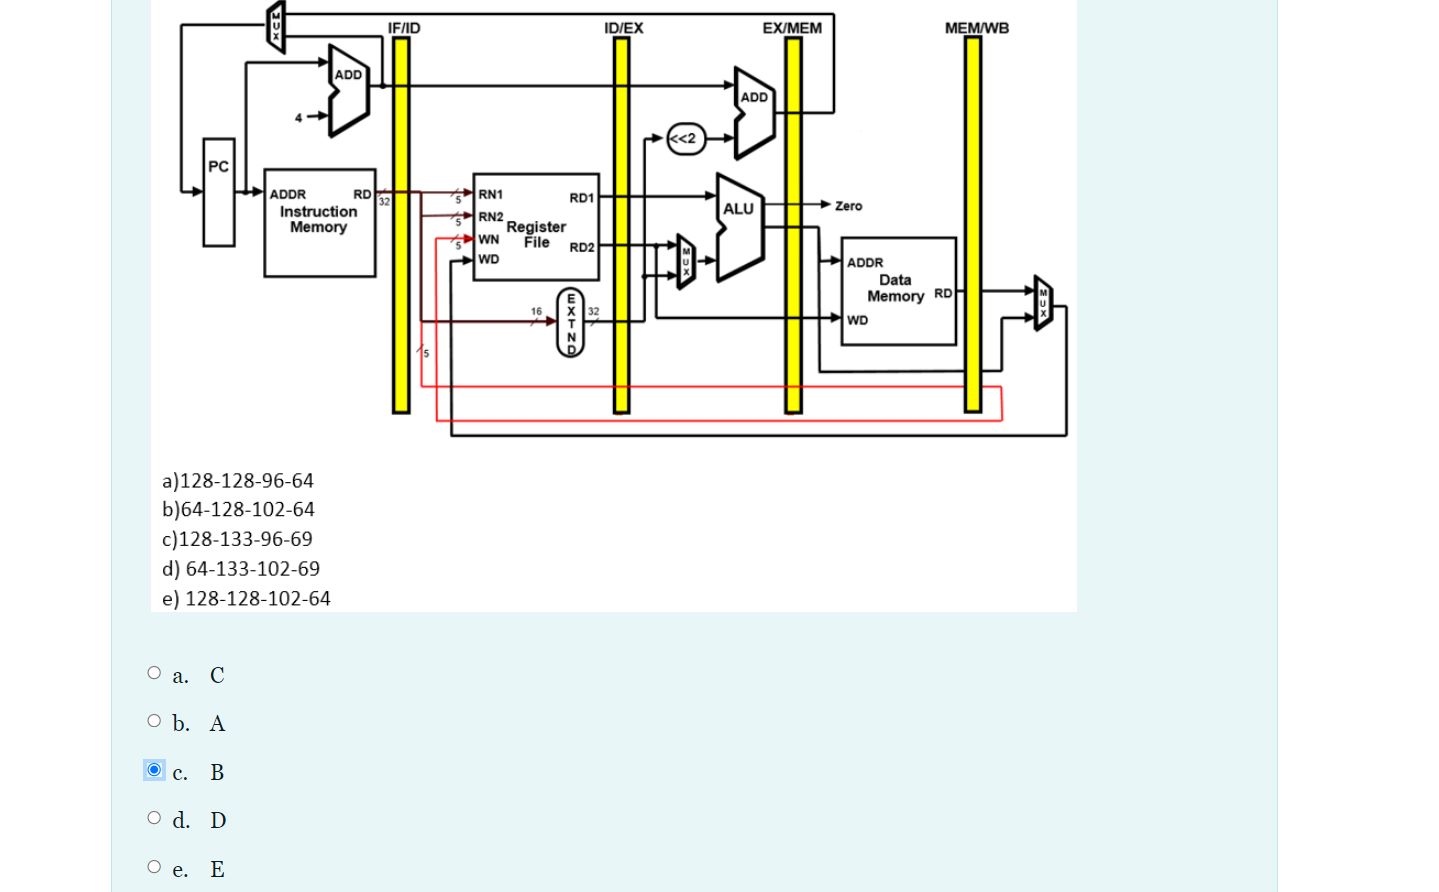 MUX
IF/ID
ID/EX
EX/MEM
MEM/WB
ADD
ADD
4
<<2
PC
ADDR
RD
32
Instruction
Memory
5
RN1
RD1
5
RN2
Register
File
5
WN
RD2
WD
ALU
Zero
MUX
ADDR
Data
Memory
RD
WD
MUX
16
EXTND
32
5
a)128-128-96-64
b)64-128-102-64
c)128-133-96-69
d) 64-133-102-69
e) 128-128-102-64
a. C
b. A
c. B
d. D
e. E